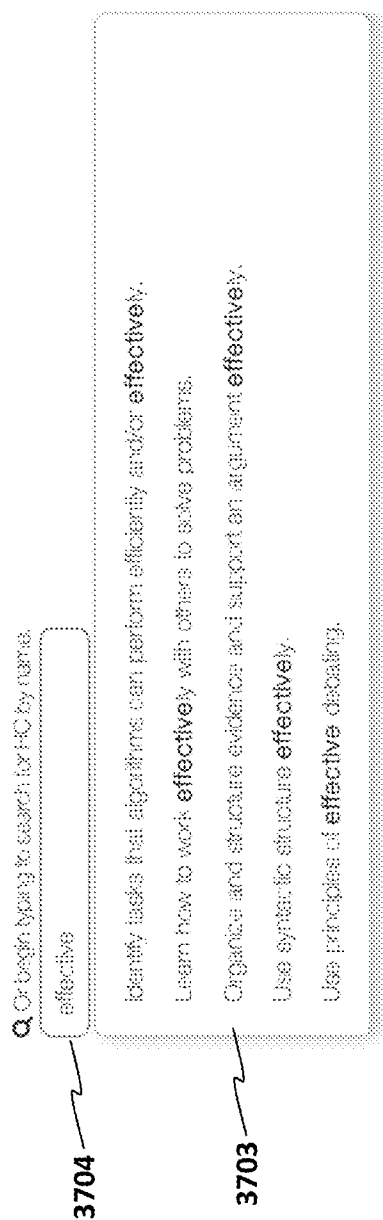 Or begin typing to search for HC by name.
effective
Identify tasks that algorithms can perform efficiently and/or effectively.
Learn how to work effectively with others to solve problems.
Organize and structure evidence and support an argument effectively.
Use syntactic structure effectively.
Use principles of effective debating.
3704
3703